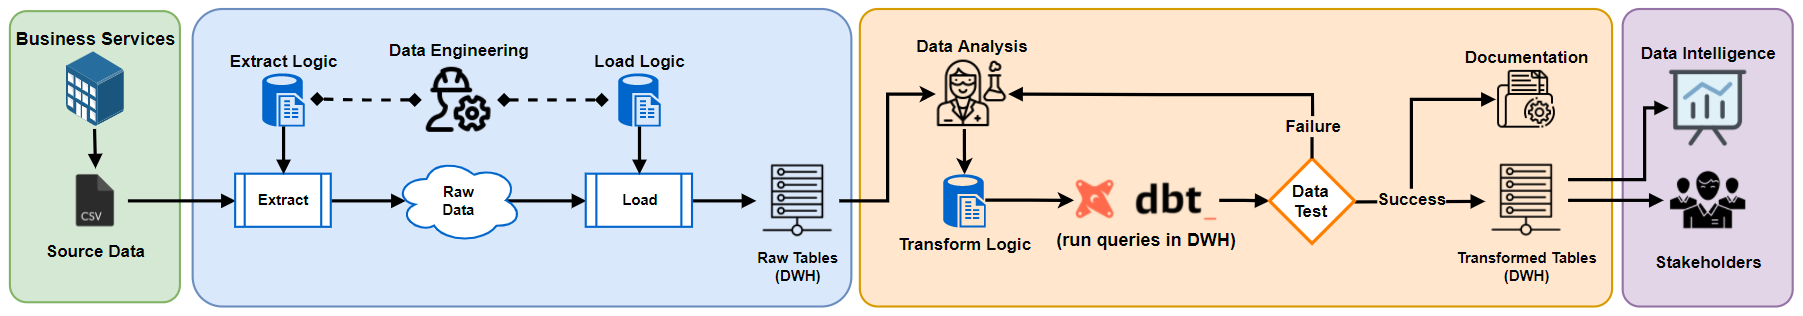 Business Services
CSV
Source Data
Data Engineering
Extract Logic
Load Logic
Extract
Raw
Data
Load
Raw Tables
(DWH)
Data Analysis
Transform Logic
dbt_
(run queries in DWH)
Failure
Data
Test
Success
Documentation
Transformed Tables
(DWH)
Data Intelligence
Stakeholders